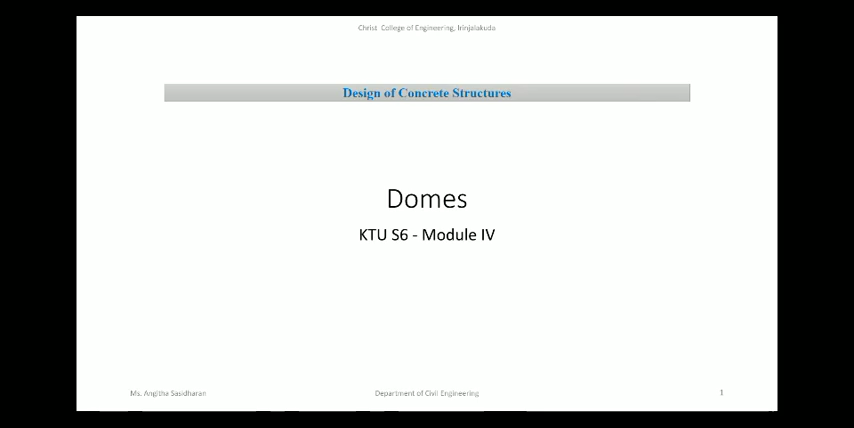 Christ College of Engineering, Irinjalakuda
Design of Concrete Structures
Domes
KTU S6 - Module IV
Ms. Angitha Sasidharan
Department of Civil Engineering
1